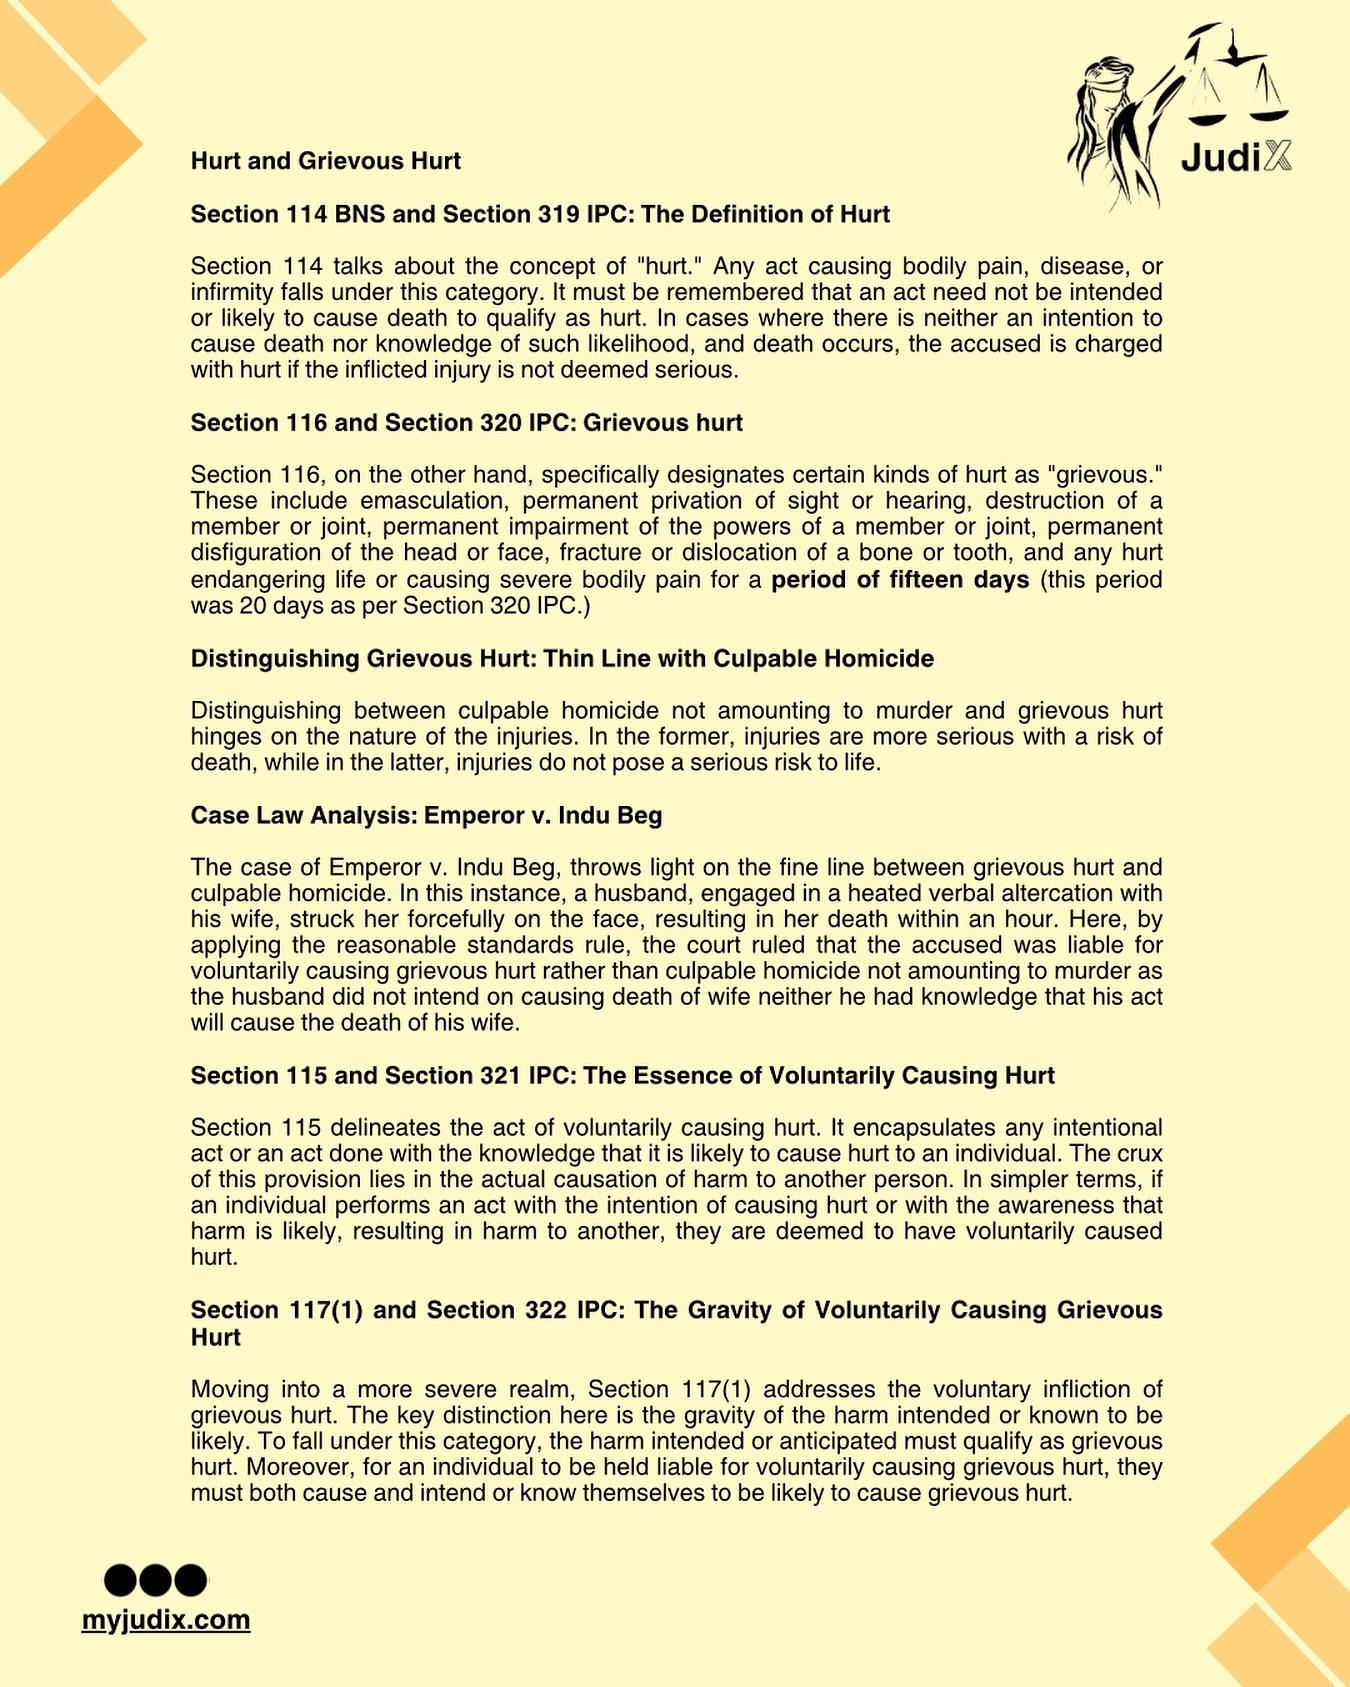 JudiX
Hurt and Grievous Hurt
Section 114 BNS and Section 319 IPC: The Definition of Hurt
Section 114 talks about the concept of "hurt." Any act causing bodily pain, disease, or
infirmity falls under this category. It must be remembered that an act need not be intended
or likely to cause death to qualify as hurt. In cases where there is neither an intention to
cause death nor knowledge of such likelihood, and death occurs, the accused is charged
with hurt if the inflicted injury is not deemed serious.
Section 116 and Section 320 IPC: Grievous hurt
Section 116, on the other hand, specifically designates certain kinds of hurt as "grievous."
These include emasculation, permanent privation of sight or hearing, destruction of a
member or joint, permanent impairment of the powers of a member or joint, permanent
disfiguration of the head or face, fracture or dislocation of a bone or tooth, and any hurt
endangering life or causing severe bodily pain for a period of fifteen days (this period
was 20 days as per Section 320 IPC.)
Distinguishing Grievous Hurt: Thin Line with Culpable Homicide
Distinguishing between culpable homicide not amounting to murder and grievous hurt
hinges on the nature of the injuries. In the former, injuries are more serious with a risk of
death, while in the latter, injuries do not pose a serious risk to life.
Case Law Analysis: Emperor v. Indu Beg
The case of Emperor v. Indu Beg, throws light on the fine line between grievous hurt and
culpable homicide. In this instance, a husband, engaged in a heated verbal altercation with
his wife, struck her forcefully on the face, resulting in her death within an hour. Here, by
applying the reasonable standards rule, the court ruled that the accused was liable for
voluntarily causing grievous hurt rather than culpable homicide not amounting to murder as
the husband did not intend on causing death of wife neither he had knowledge that his act
will cause the death of his wife.
Section 115 and Section 321 IPC: The Essence of Voluntarily Causing Hurt
Section 115 delineates the act of voluntarily causing hurt. It encapsulates any intentional
act or an act done with the knowledge that it is likely to cause hurt to an individual. The crux
of this provision lies in the actual causation of harm to another person. In simpler terms, if
an individual performs an act with the intention of causing hurt or with the awareness that
harm is likely, resulting in harm to another, they are deemed to have voluntarily caused
hurt.
Section 117(1) and Section 322 IPC: The Gravity of Voluntarily Causing Grievous
Hurt
Moving into a more severe realm, Section 117(1) addresses the voluntary infliction of
grievous hurt. The key distinction here is the gravity of the harm intended or known to be
likely. To fall under this category, the harm intended or anticipated must qualify as grievous
hurt. Moreover, for an individual to be held liable for voluntarily causing grievous hurt, they
must both cause and intend or know themselves to be likely to cause grievous hurt.
myjudix.com